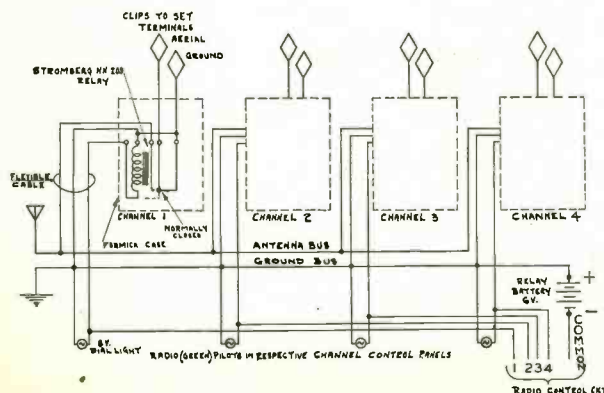 CLIPS TO SET
TERMINALS
AERIAL
GROUND
STROMBERG
RELAY
FLEXIBLE
CABLE
CHANNEL 1
CHANNEL 2
CHANNEL 3
CHANNEL 4
FORMICA CASE
NORMALLY
CLOSED
ANTENNA BUS
GROUND BUS
RELAY
BATTERY
6V.
+
-
COMMON
6V.
DIAL LIGHT
RADIO (GREEN) PILOTS IN RESPECTIVE CHANNEL CONTROL PANELS
1 2 3 4
RADIO CONTROL CKT